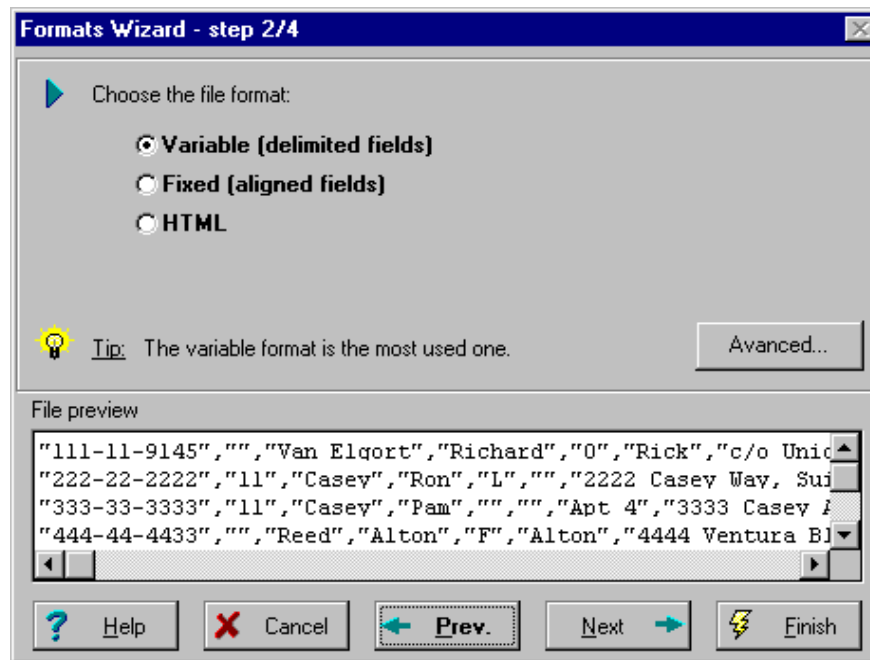 Formats Wizard - step 2/4
Choose the file format:
Variable (delimited fields)
Fixed (aligned fields)
HTML
Tip: The variable format is the most used one.
Avanced...
File preview
"111-11-9145","","Van Elgort","Richard","O","Rick","c/o Unic
"222-22-2222","11","Casey","Ron","L","","2222 Casey Way, Sui
"333-33-3333","11","Casey","Pam","","","Apt 4","3333 Casey A
"444-44-4433","","Reed","Alton","F","Alton","4444 Ventura Bl
? Help
Cancel
Prev.
Next
Finish